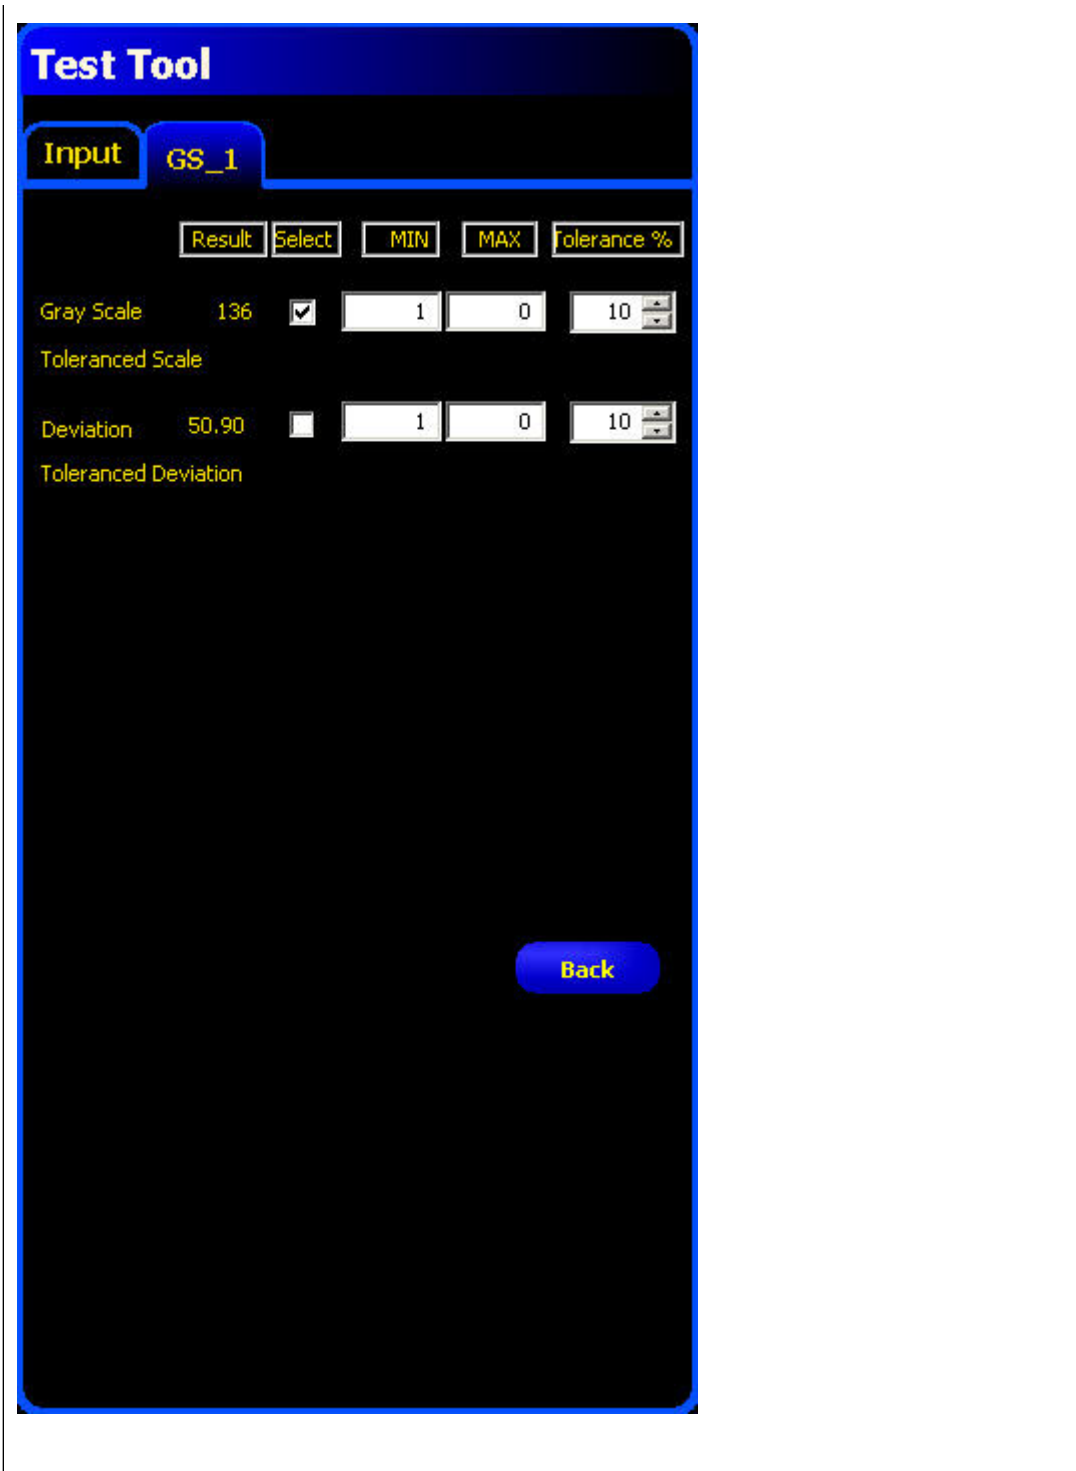 Test Tool
Input GS_1
Result Select MIN MAX Tolerance %
Gray Scale 136 1 0 10
Toleranced Scale
Deviation 50.90 1 0 10
Toleranced Deviation
Back